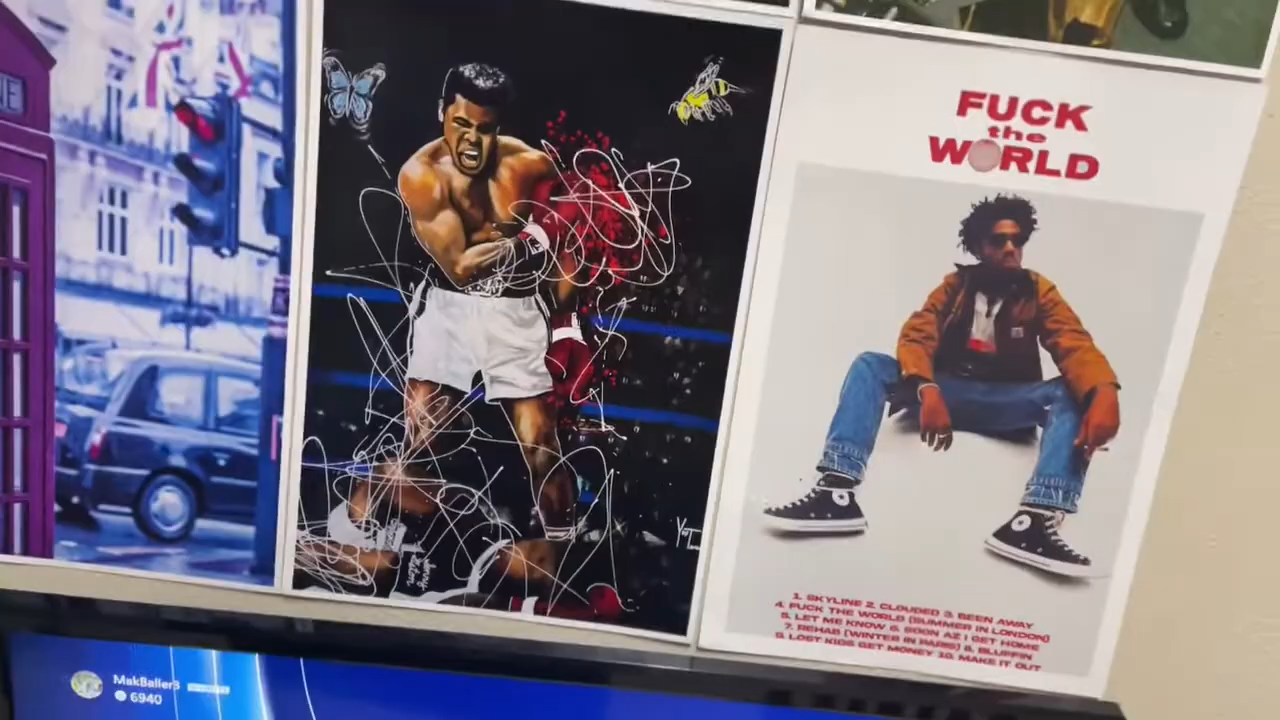 NE
FUCK
the
WORLD
1. SKYLINE 2. CLOUDED 3. BEEN AWAY
4. FUCK THE WORLD (SUMMER IN LONDON)
5. LET ME KNOW 6. SOON AZ I GET HOME
7. REHAB (WINTER IN PARIS) 8. BLUFFIN
9. LOST KIDS GET MONEY 10. MAKE IT OUT
MakBaller3
6940